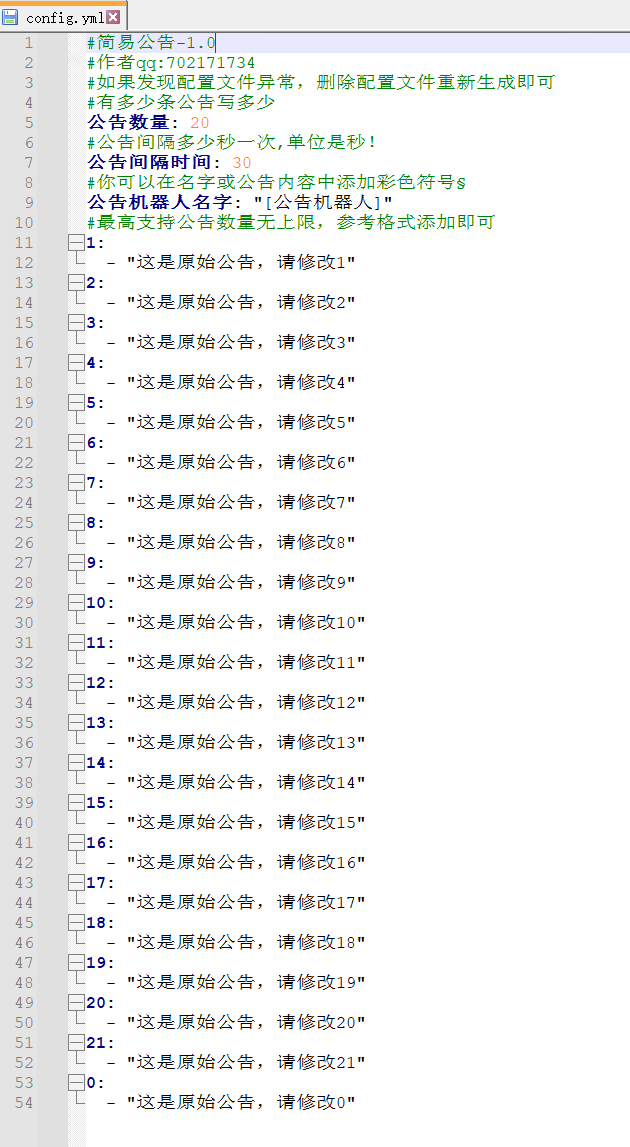 config.yml
1 #简易公告-1.0
2 #作者qq:702171734
3 #如果发现配置文件异常，删除配置文件重新生成即可
4 #有多少条公告写多少
5 公告数量: 20
6 #公告间隔多少秒一次,单位是秒!
7 公告间隔时间: 30
8 #你可以在名字或公告内容中添加彩色符号§
9 公告机器人名字: "[公告机器人]"
10 #最高支持公告数量无上限，参考格式添加即可
11 1:
12 - "这是原始公告，请修改1"
13 2:
14 - "这是原始公告，请修改2"
15 3:
16 - "这是原始公告，请修改3"
17 4:
18 - "这是原始公告，请修改4"
19 5:
20 - "这是原始公告，请修改5"
21 6:
22 - "这是原始公告，请修改6"
23 7:
24 - "这是原始公告，请修改7"
25 8:
26 - "这是原始公告，请修改8"
27 9:
28 - "这是原始公告，请修改9"
29 10:
30 - "这是原始公告，请修改10"
31 11:
32 - "这是原始公告，请修改11"
33 12:
34 - "这是原始公告，请修改12"
35 13:
36 - "这是原始公告，请修改13"
37 14:
38 - "这是原始公告，请修改14"
39 15:
40 - "这是原始公告，请修改15"
41 16:
42 - "这是原始公告，请修改16"
43 17:
44 - "这是原始公告，请修改17"
45 18:
46 - "这是原始公告，请修改18"
47 19:
48 - "这是原始公告，请修改19"
49 20:
50 - "这是原始公告，请修改20"
51 21:
52 - "这是原始公告，请修改21"
53 0:
54 - "这是原始公告，请修改0"